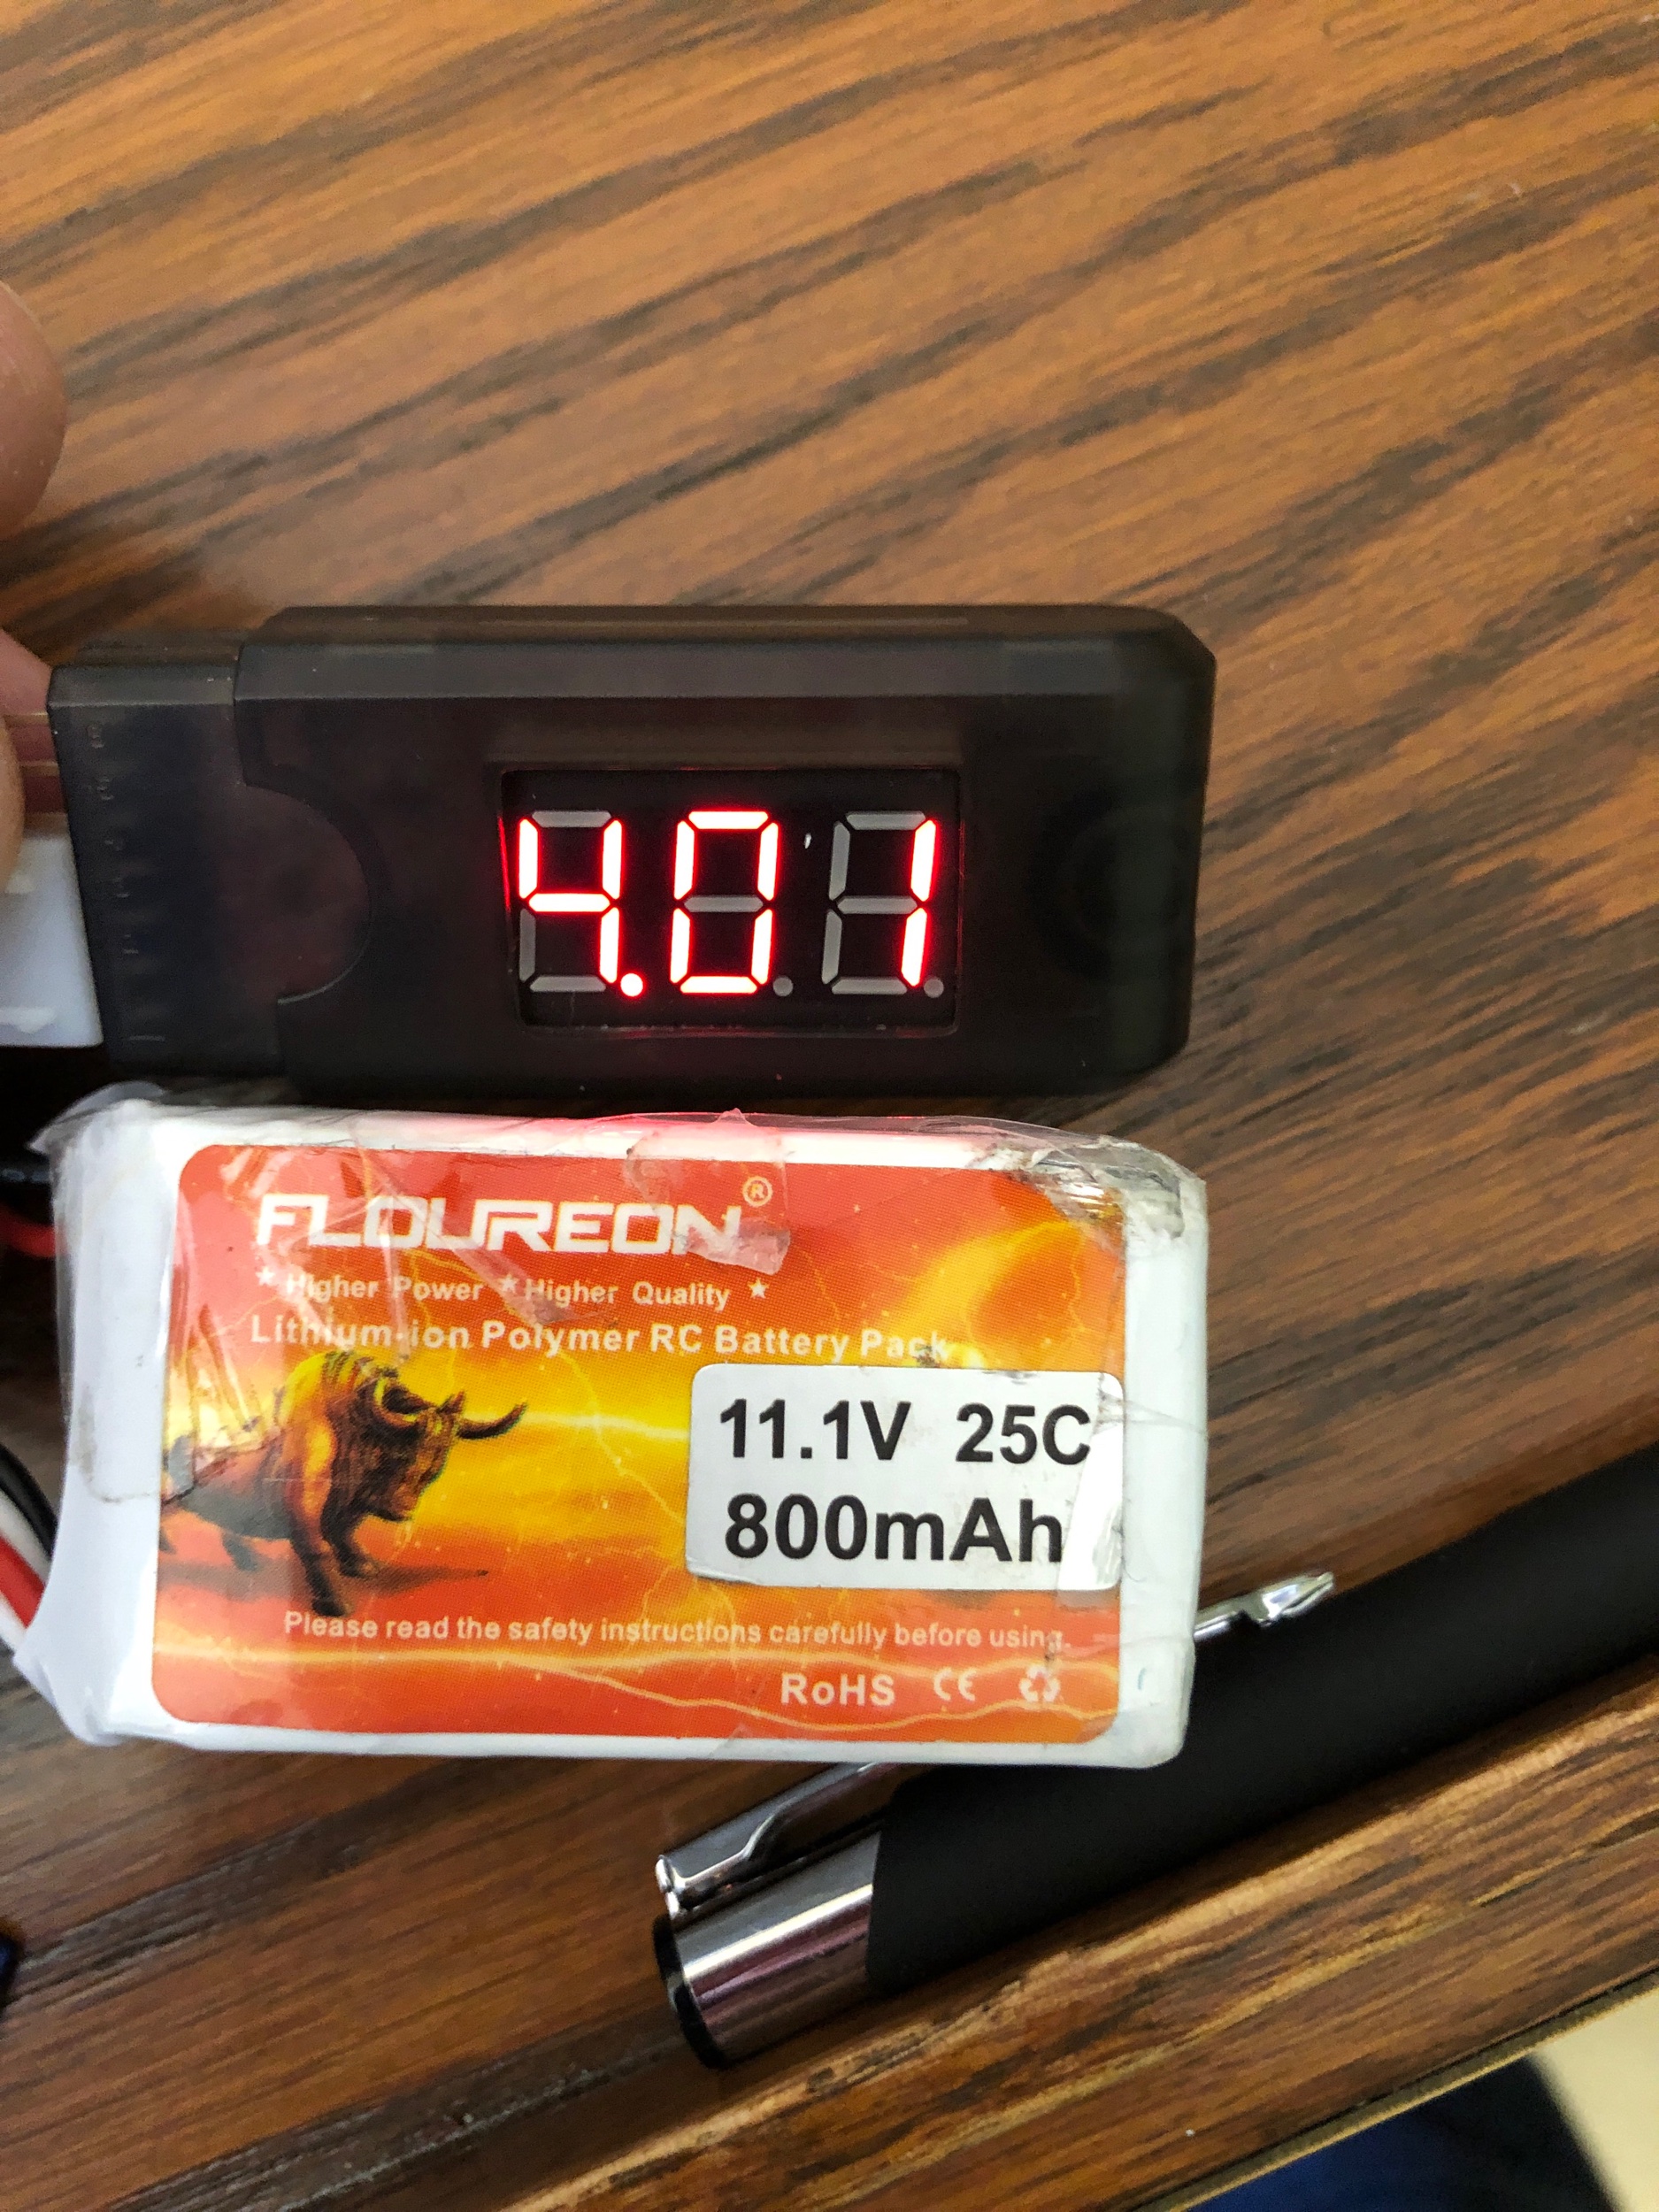 4.01
FLOUREON®
★ Higher Power ★ Higher Quality ★
Lithium-ion Polymer RC Battery Pack
11.1V 25C
800mAh
Please read the safety instructions carefully before using.
RoHS CE